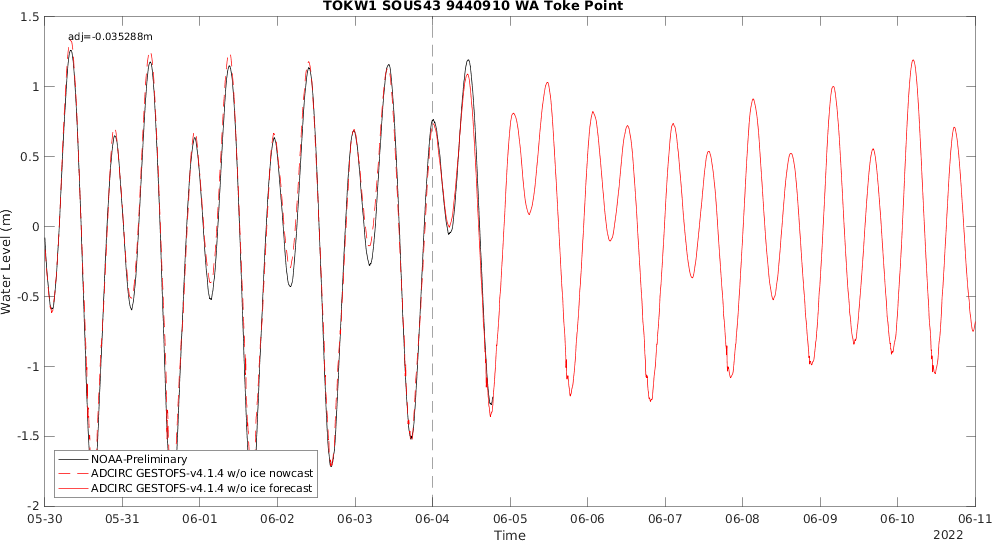 TOKW1 SOUS43 9440910 WA Toke Point
adj=-0.035288m
1.5
1
0.5
0
-0.5
-1
-1.5
-2
Water Level (m)
NOAA-Preliminary
ADCIRC GESTOFS-v4.1.4 w/o ice nowcast
ADCIRC GESTOFS-v4.1.4 w/o ice forecast
05-30 05-31 06-01 06-02 06-03 06-04 06-05 06-06 06-07 06-08 06-09 06-10 06-11
Time
2022